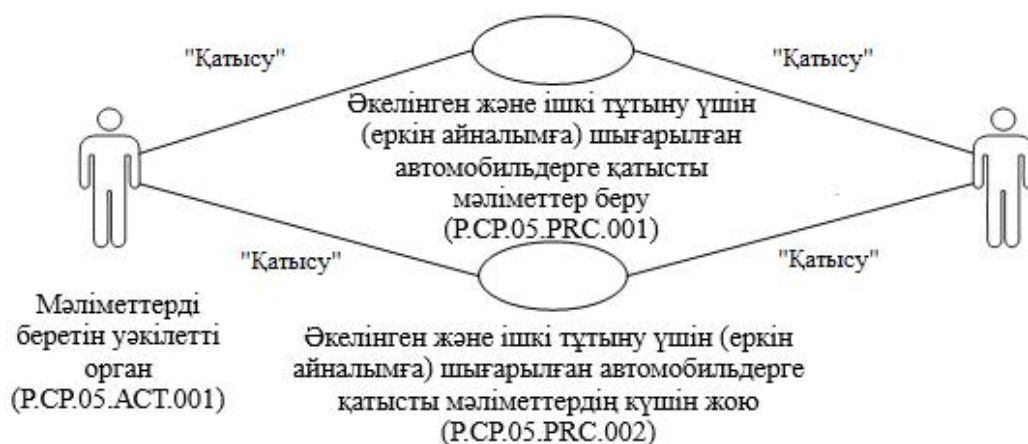 "Қатысу"
"Қатысу"
Әкелінген және ішкі тұтыну үшін
(еркін айналымға) шығарылған
автомобильдерге қатысты
мәліметтер беру
(P.CP.05.PRC.001)
"Қатысу"
"Қатысу"
Мәліметтерді
беретін уәкілетті
орган
(P.CP.05.ACT.001)
Әкелінген және ішкі тұтыну үшін (еркін
айналымға) шығарылған автомобильдерге
қатысты мәліметтердің күшін жою
(P.CP.05.PRC.002)